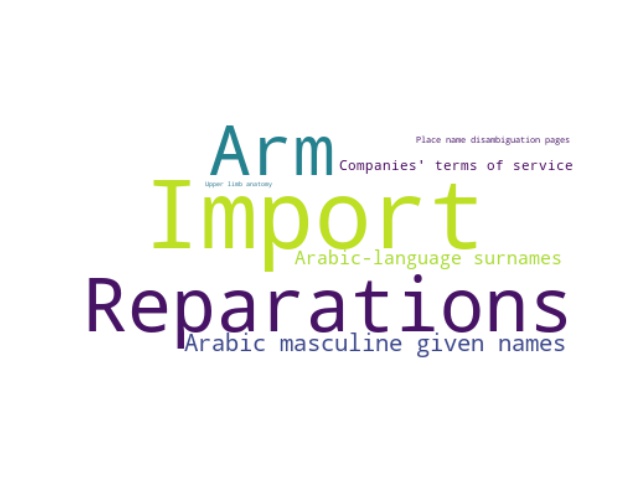 Arm
Place name disambiguation pages
Companies' terms of service
Upper limb anatomy
Import
Arabic-language surnames
Reparations
Arabic masculine given names